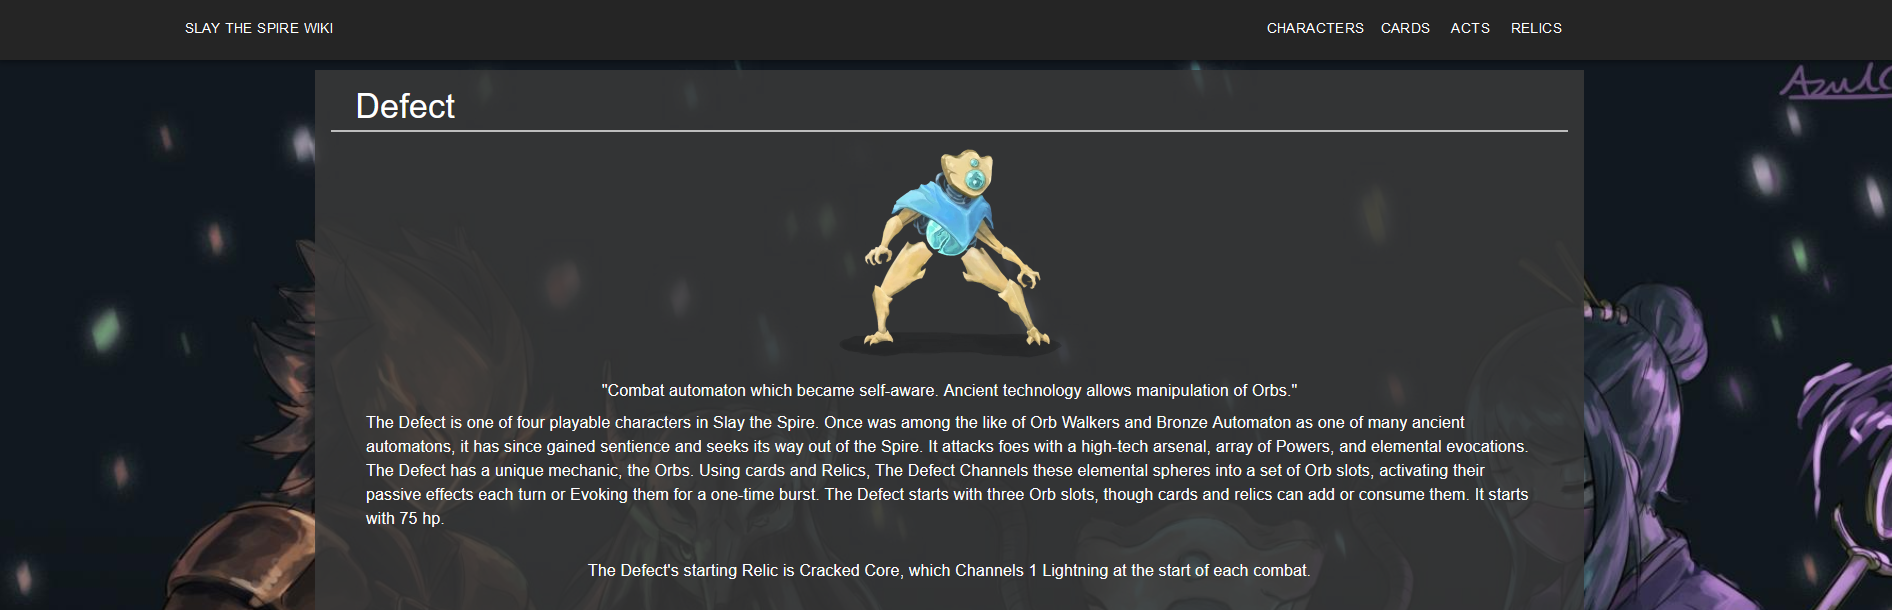 SLAY THE SPIRE WIKI
CHARACTERS CARDS ACTS RELICS
Defect
"Combat automaton which became self-aware. Ancient technology allows manipulation of Orbs."
The Defect is one of four playable characters in Slay the Spire. Once was among the like of Orb Walkers and Bronze Automaton as one of many ancient
automatons, it has since gained sentience and seeks its way out of the Spire. It attacks foes with a high-tech arsenal, array of Powers, and elemental evocations.
The Defect has a unique mechanic, the Orbs. Using cards and Relics, The Defect Channels these elemental spheres into a set of Orb slots, activating their
passive effects each turn or Evoking them for a one-time burst. The Defect starts with three Orb slots, though cards and relics can add or consume them. It starts
with 75 hp.
The Defect's starting Relic is Cracked Core, which Channels 1 Lightning at the start of each combat.